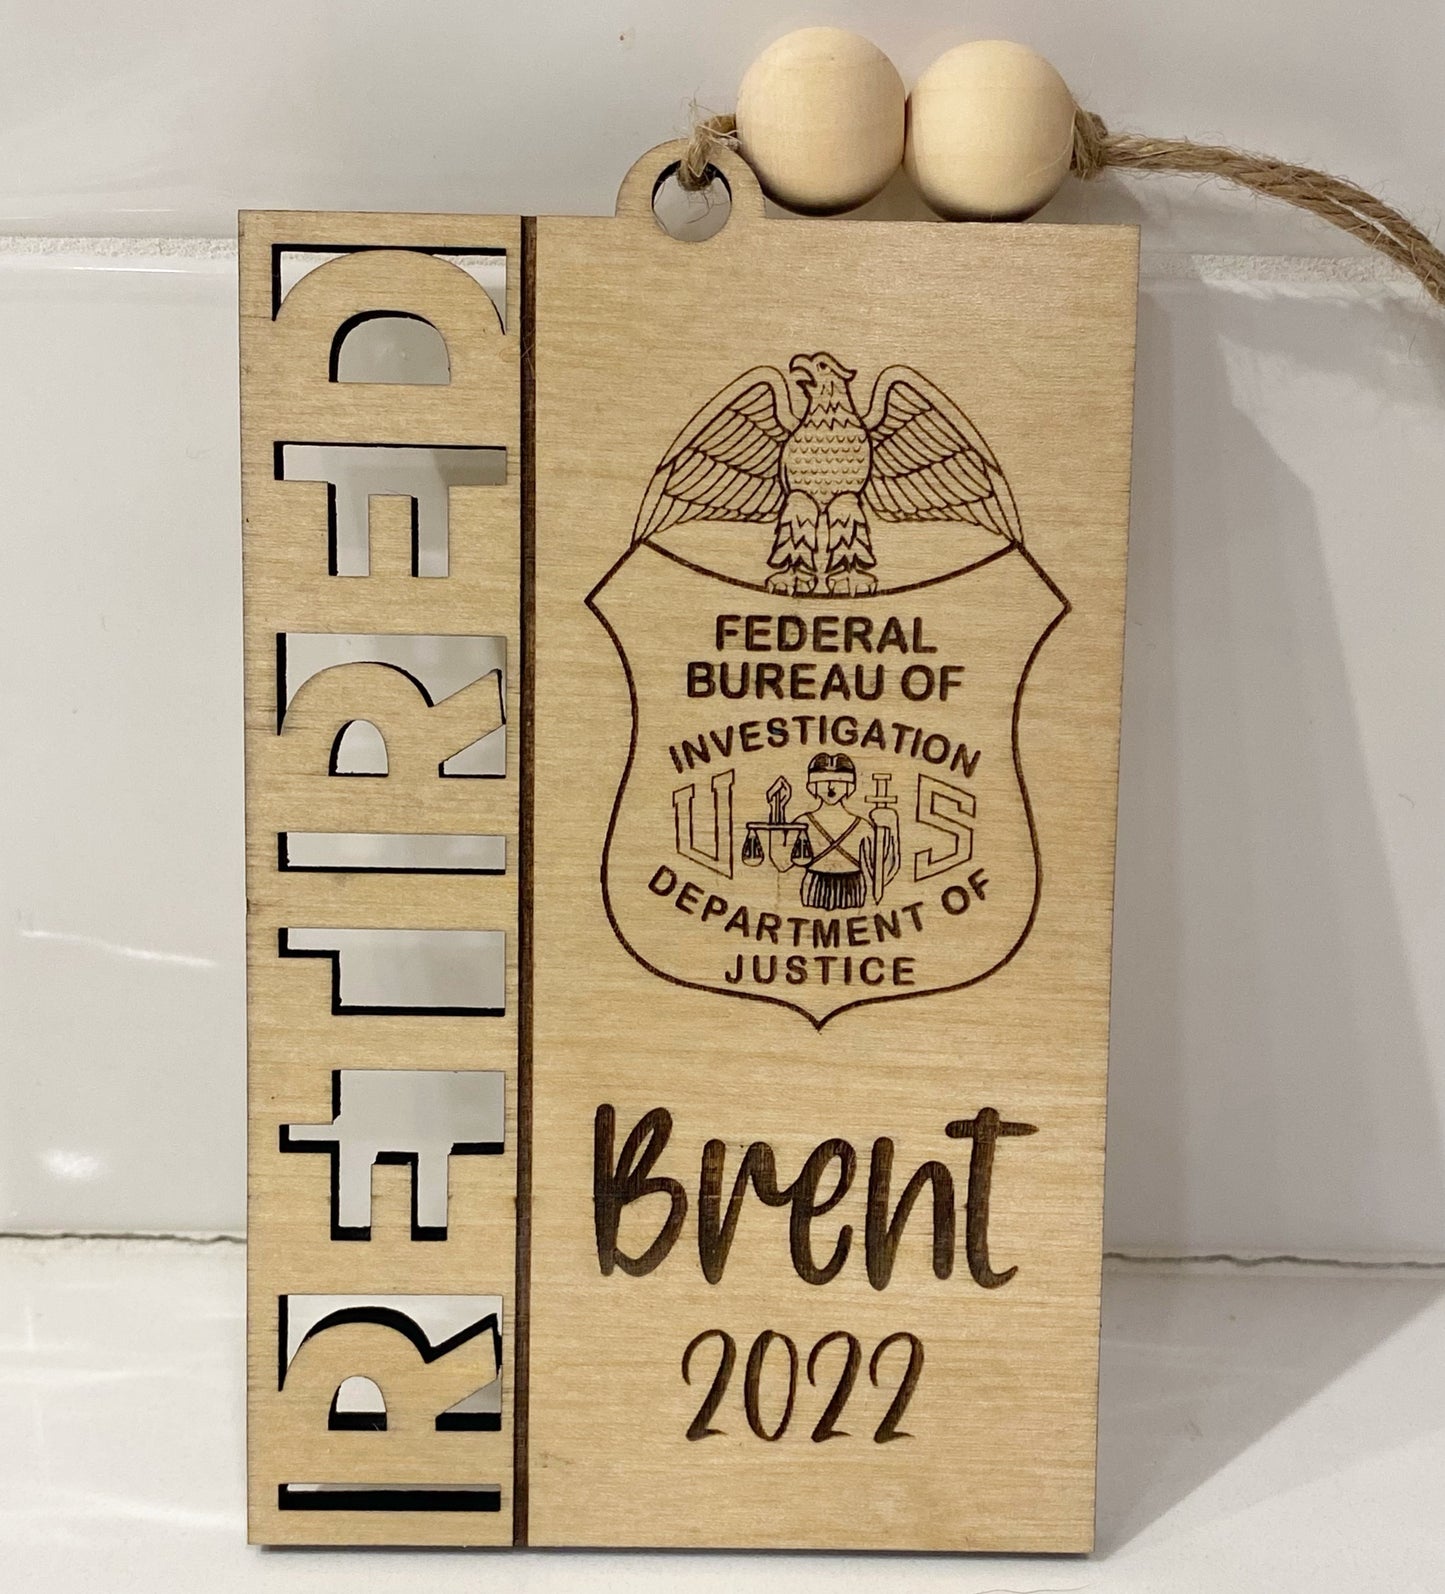 RETIRED
FEDERAL
BUREAU OF
INVESTIGATION
U S
DEPARTMENT OF
JUSTICE
Brent
2022